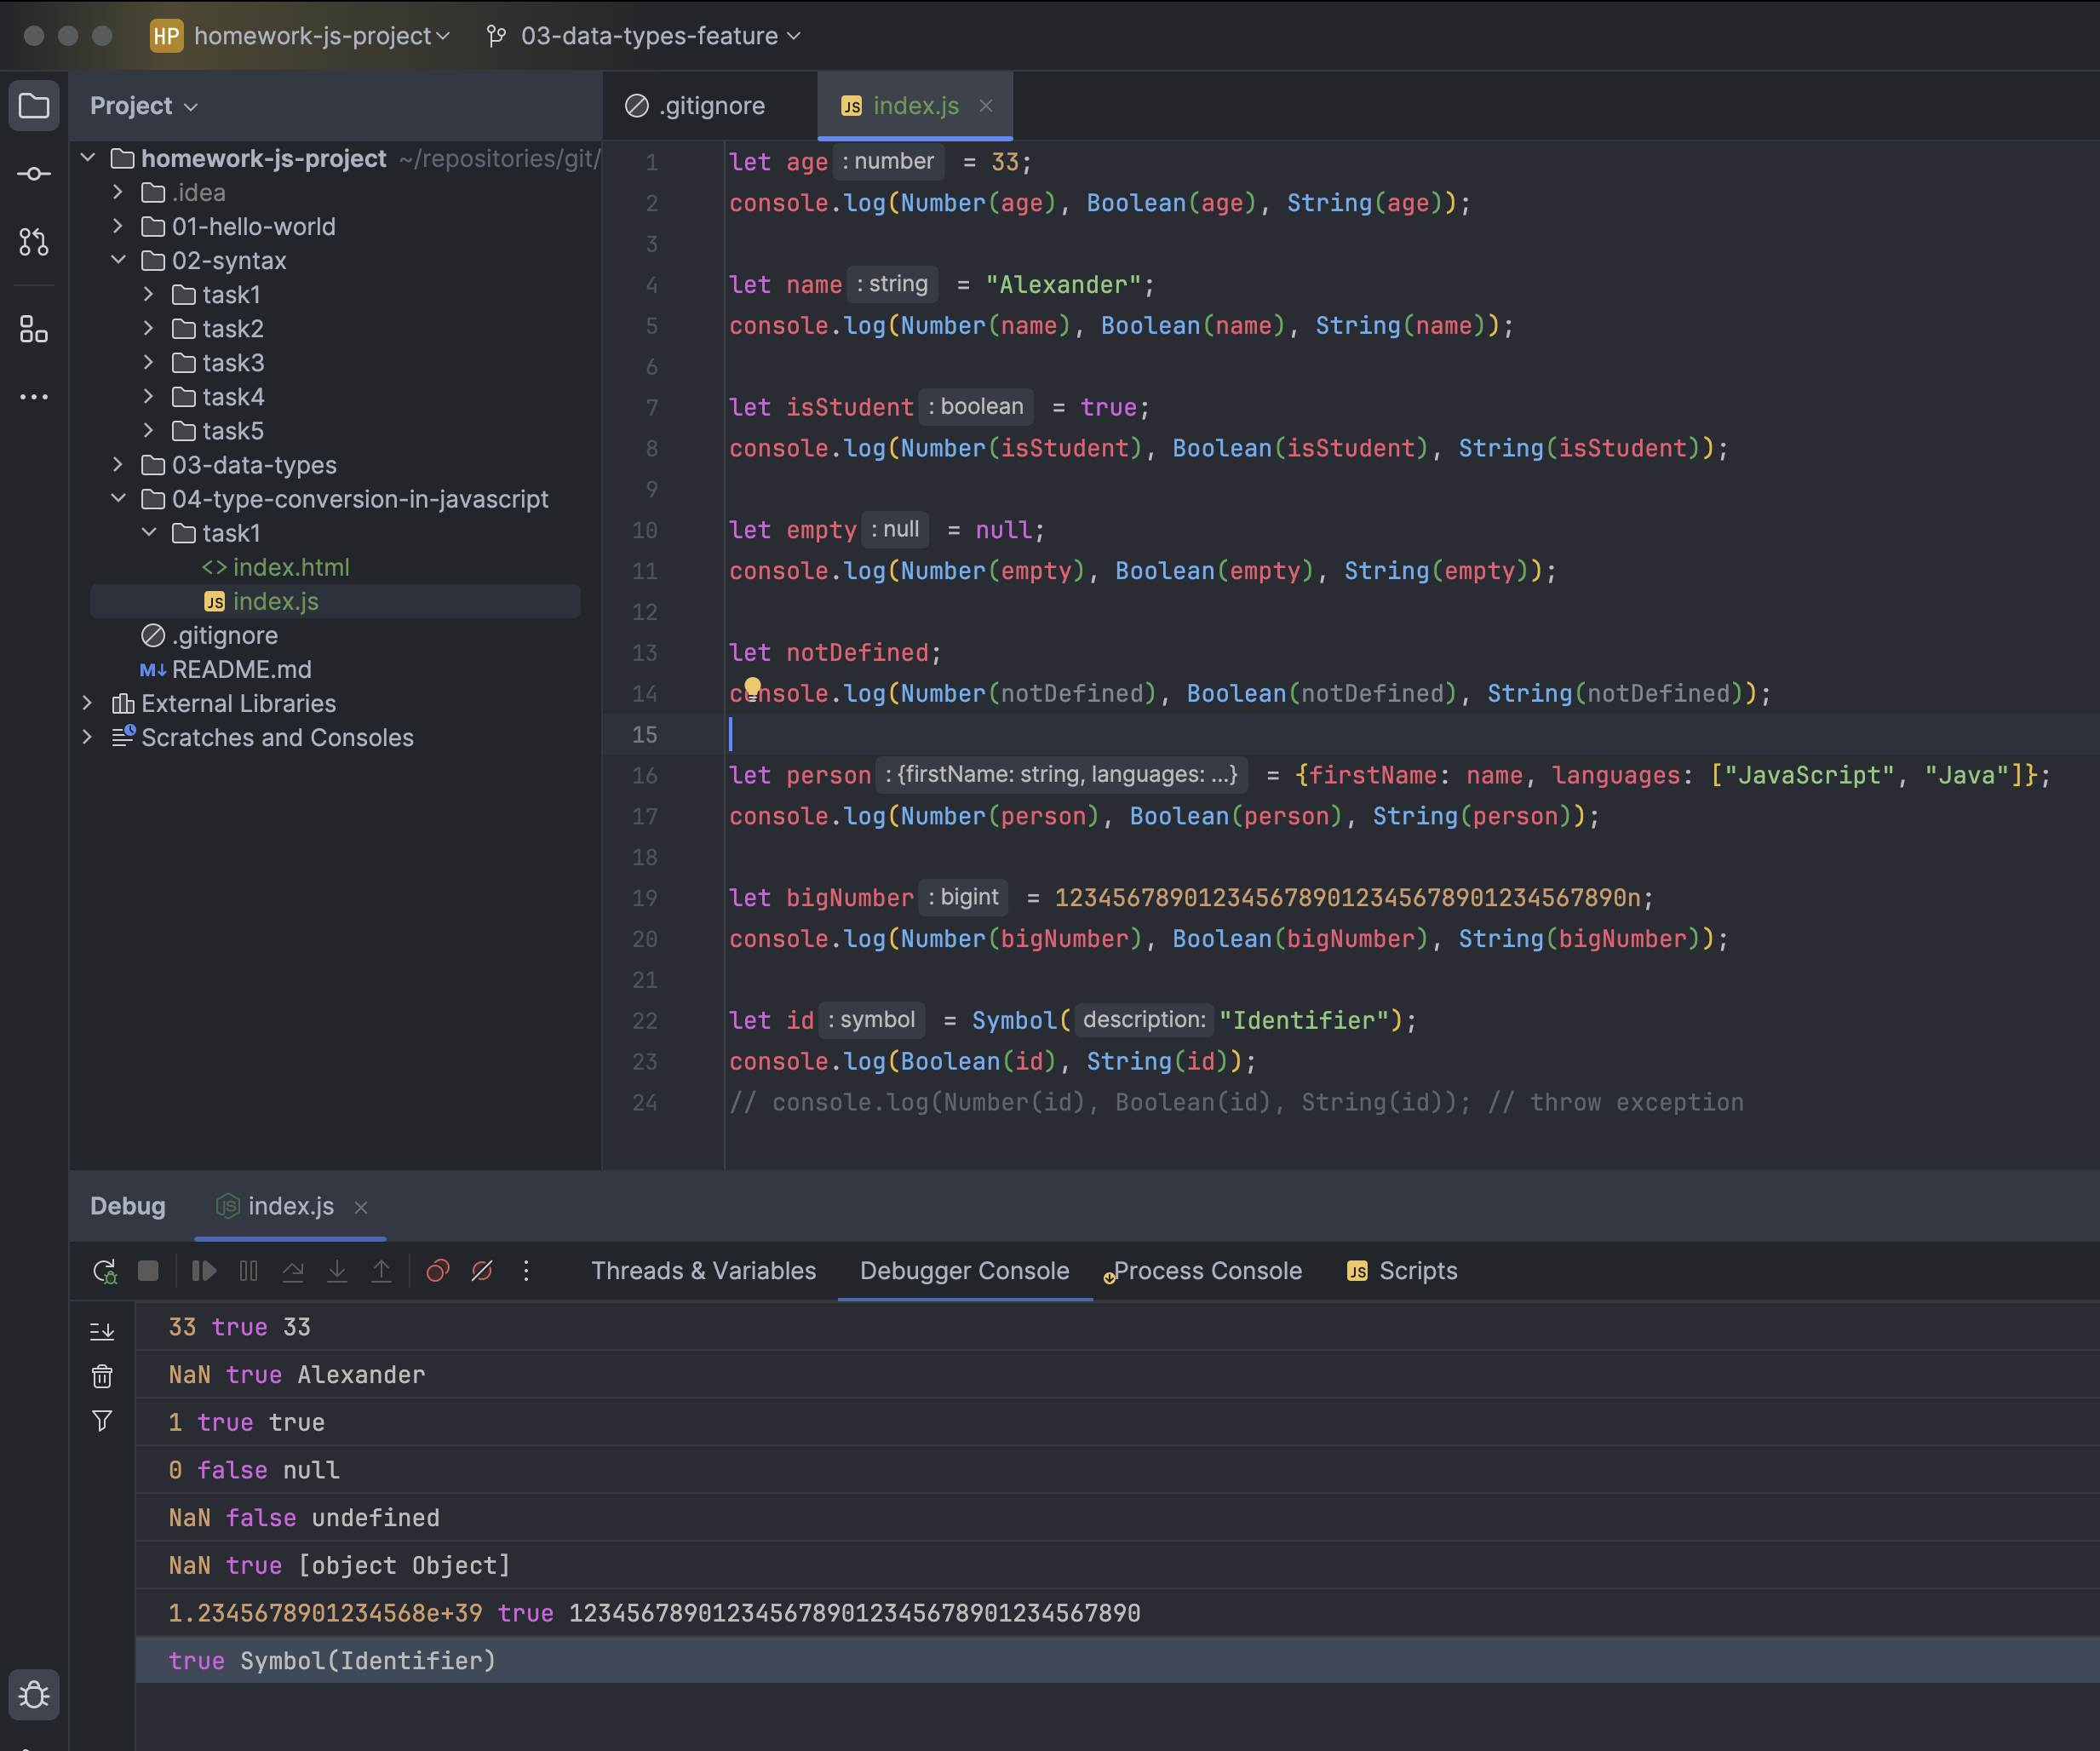 HP homework-js-project 03-data-types-feature
Project
homework-js-project ~/repositories/git/
.idea
01-hello-world
02-syntax
task1
task2
task3
task4
task5
03-data-types
04-type-conversion-in-javascript
task1
<> index.html
JS index.js
.gitignore
M↓ README.md
External Libraries
Scratches and Consoles
.gitignore JS index.js
1 let age : number = 33;
2 console.log(Number(age), Boolean(age), String(age));
3
4 let name : string = "Alexander";
5 console.log(Number(name), Boolean(name), String(name));
6
7 let isStudent : boolean = true;
8 console.log(Number(isStudent), Boolean(isStudent), String(isStudent));
9
10 let empty : null = null;
11 console.log(Number(empty), Boolean(empty), String(empty));
12
13 let notDefined;
14 console.log(Number(notDefined), Boolean(notDefined), String(notDefined));
15
16 let person : {firstName: string, languages: ...} = {firstName: name, languages: ["JavaScript", "Java"]};
17 console.log(Number(person), Boolean(person), String(person));
18
19 let bigNumber : bigint = 1234567890123456789012345678901234567890n;
20 console.log(Number(bigNumber), Boolean(bigNumber), String(bigNumber));
21
22 let id : symbol = Symbol( description: "Identifier");
23 console.log(Boolean(id), String(id));
24 // console.log(Number(id), Boolean(id), String(id)); // throw exception
Debug JS index.js
Threads & Variables Debugger Console Process Console JS Scripts
33 true 33
NaN true Alexander
1 true true
0 false null
NaN false undefined
NaN true [object Object]
1.2345678901234568e+39 true 1234567890123456789012345678901234567890
true Symbol(Identifier)